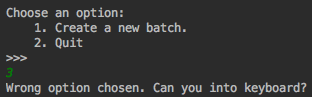 Choose an option:
    1. Create a new batch.
    2. Quit
>>>
3
Wrong option chosen. Can you into keyboard?